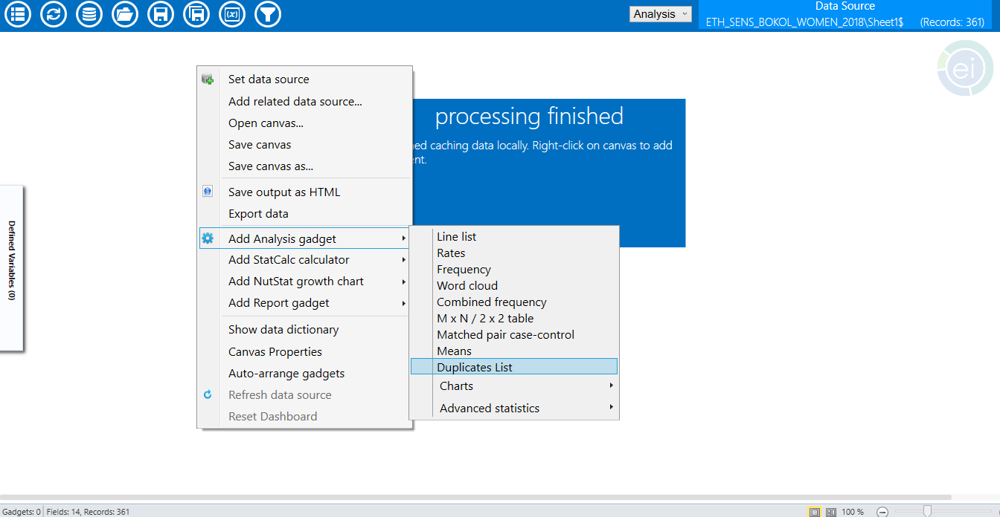 Analysis
Data Source
ETH_SENS_BOKOL_WOMEN_2018\Sheet1$ (Records: 361)
ei
Set data source
Add related data source...
Open canvas...
Save canvas
Save canvas as...
Save output as HTML
Export data
Add Analysis gadget
Add StatCalc calculator
Add NutStat growth chart
Add Report gadget
Show data dictionary
Canvas Properties
Auto-arrange gadgets
Refresh data source
Reset Dashboard
processing finished
ed caching data locally. Right-click on canvas to add
nt.
Line list
Rates
Frequency
Word cloud
Combined frequency
M x N / 2 x 2 table
Matched pair case-control
Means
Duplicates List
Charts
Advanced statistics
Defined Variables (0)
Gadgets: 0 Fields: 14, Records: 361
100 %